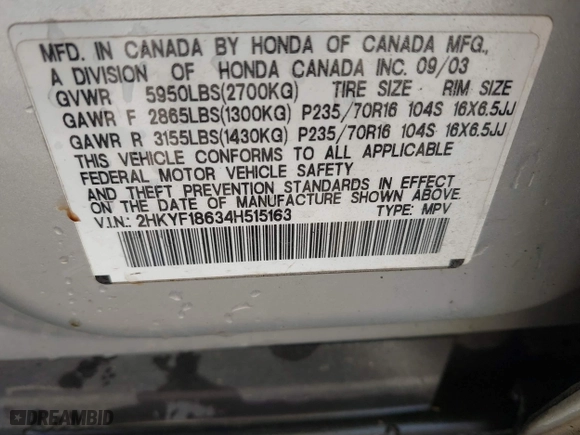 MFD. IN CANADA BY HONDA OF CANADA MFG.,
A DIVISION OF HONDA CANADA INC. 09/03
GVWR 5950LBS(2700KG) TIRE SIZE RIM SIZE
GAWR F 2865LBS(1300KG) P235/70R16 104S 16X6.5JJ
GAWR R 3155LBS(1430KG) P235/70R16 104S 16X6.5JJ
THIS VEHICLE CONFORMS TO ALL APPLICABLE
FEDERAL MOTOR VEHICLE SAFETY
AND THEFT PREVENTION STANDARDS IN EFFECT
ON THE DATE OF MANUFACTURE SHOWN ABOVE.
V.I.N.: 2HKYF18634H515163 TYPE: MPV
DREAMBID